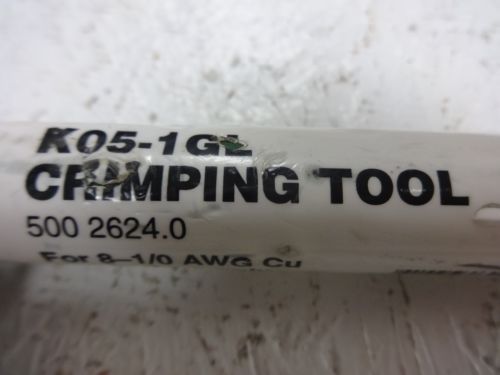 K05-1GL
CRIMPING TOOL
500 2624.0
For 8–1/0 AWG Cu